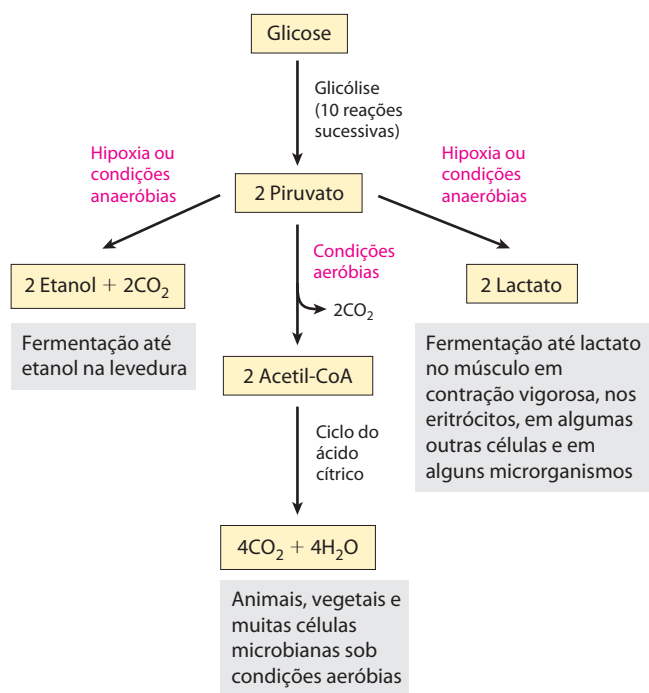 Glicose
Glicólise
(10 reações
sucessivas)
Hipoxia ou
condições
anaeróbias
Hipoxia ou
condições
anaeróbias
2 Piruvato
2 Etanol + 2CO₂
Condições
aeróbias
2CO₂
2 Lactato
Fermentação até
etanol na levedura
Fermentação até lactato
no músculo em
contração vigorosa, nos
eritrócitos, em algumas
outras células e em
alguns microrganismos
2 Acetil-CoA
Ciclo do
ácido
cítrico
4CO₂ + 4H₂O
Animais, vegetais e
muitas células
microbianas sob
condições aeróbias